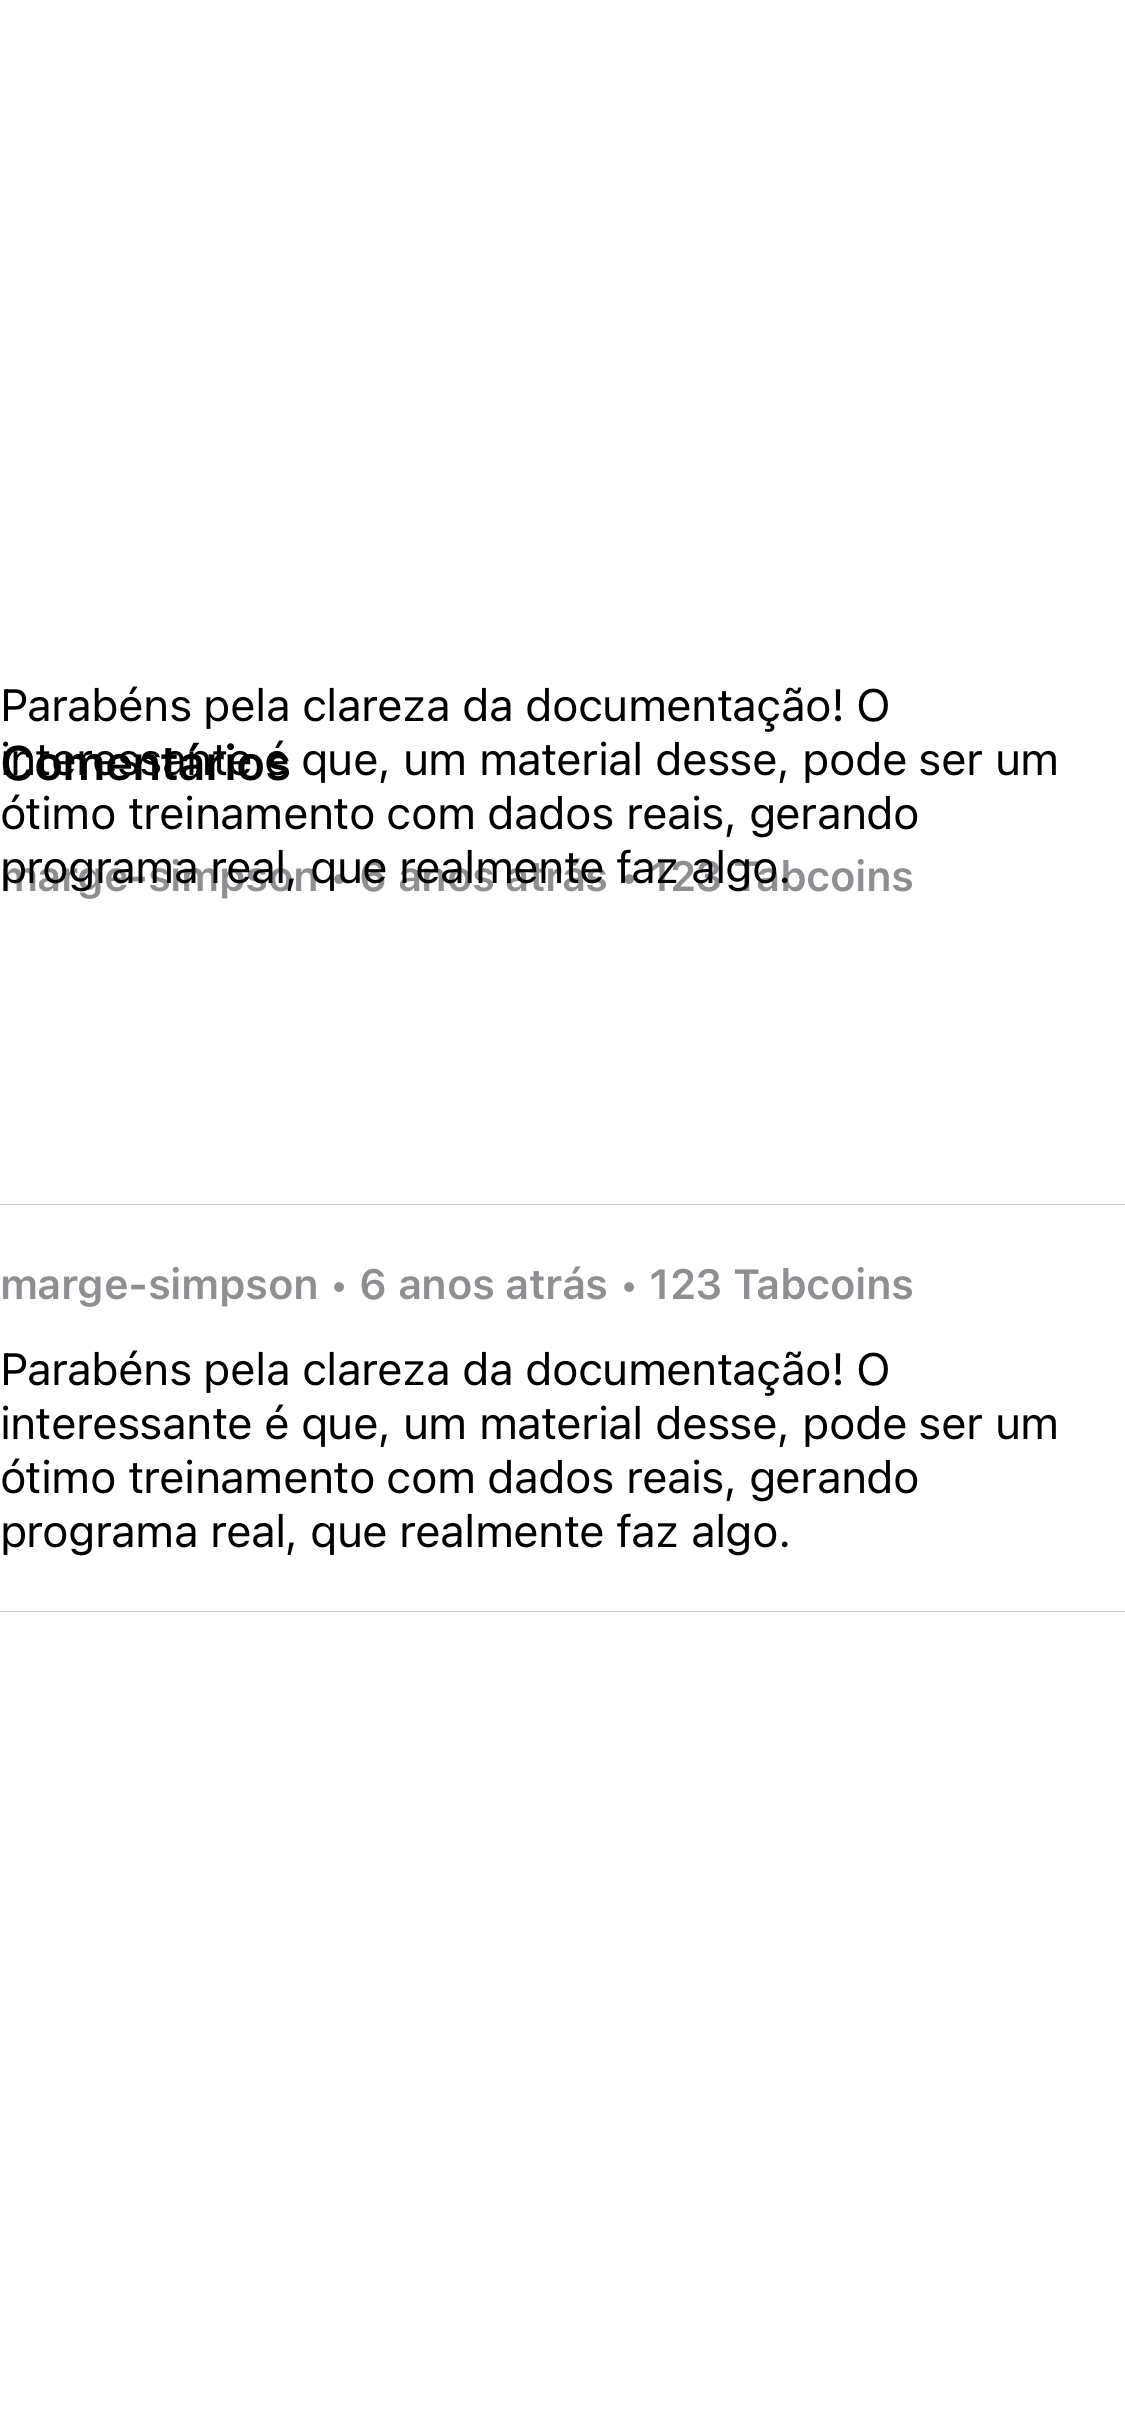 Parabéns pela clareza da documentação! O
interessante é que, um material desse, pode ser um
Comentários
ótimo treinamento com dados reais, gerando
programa real, que realmente faz algo.
marge-simpson • 6 anos atrás • 123 Tabcoins
marge-simpson • 6 anos atrás • 123 Tabcoins
Parabéns pela clareza da documentação! O
interessante é que, um material desse, pode ser um
ótimo treinamento com dados reais, gerando
programa real, que realmente faz algo.